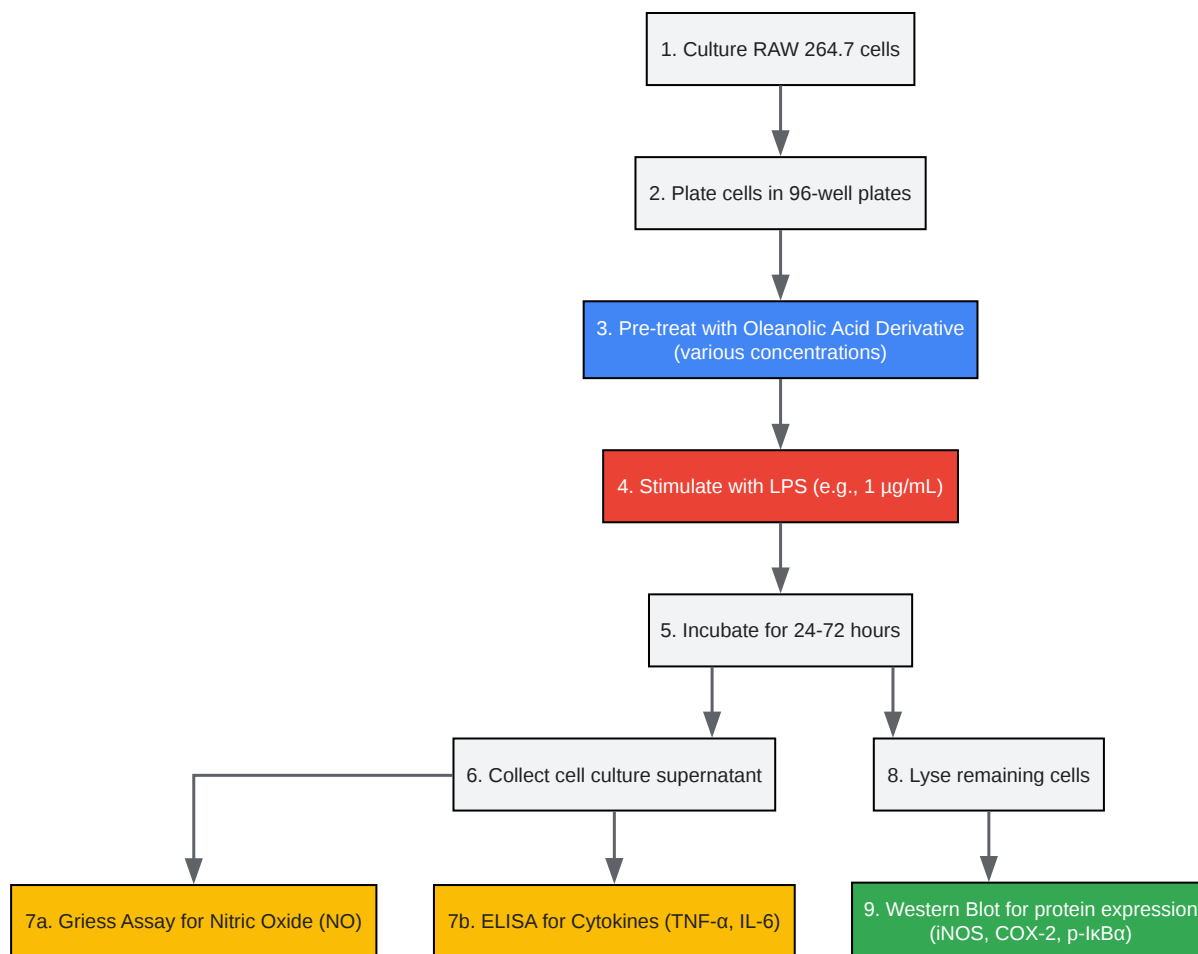 1. Culture RAW 264.7 cells
2. Plate cells in 96-well plates
3. Pre-treat with Oleanolic Acid Derivative
(various concentrations)
4. Stimulate with LPS (e.g., 1 µg/mL)
5. Incubate for 24-72 hours
6. Collect cell culture supernatant
8. Lyse remaining cells
7a. Griess Assay for Nitric Oxide (NO)
7b. ELISA for Cytokines (TNF-α, IL-6)
9. Western Blot for protein expression
(iNOS, COX-2, p-IκBα)